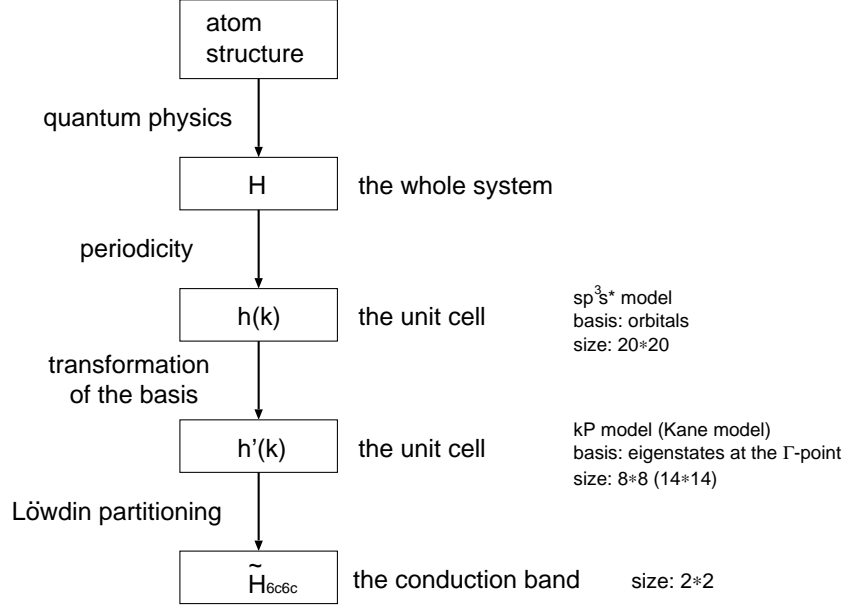 atom
structure
quantum physics
H the whole system
periodicity
h(k) the unit cell
sp³s* model
basis: orbitals
size: 20*20
transformation
of the basis
h'(k) the unit cell
kP model (Kane model)
basis: eigenstates at the Γ-point
size: 8*8 (14*14)
Löwdin partitioning
H̃6c6c the conduction band size: 2*2